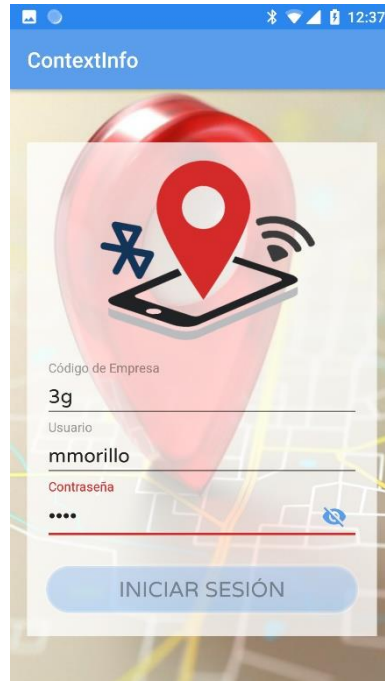 12:37
ContextInfo
Código de Empresa
3g
Usuario
mmorillo
Contraseña
••••
INICIAR SESIÓN